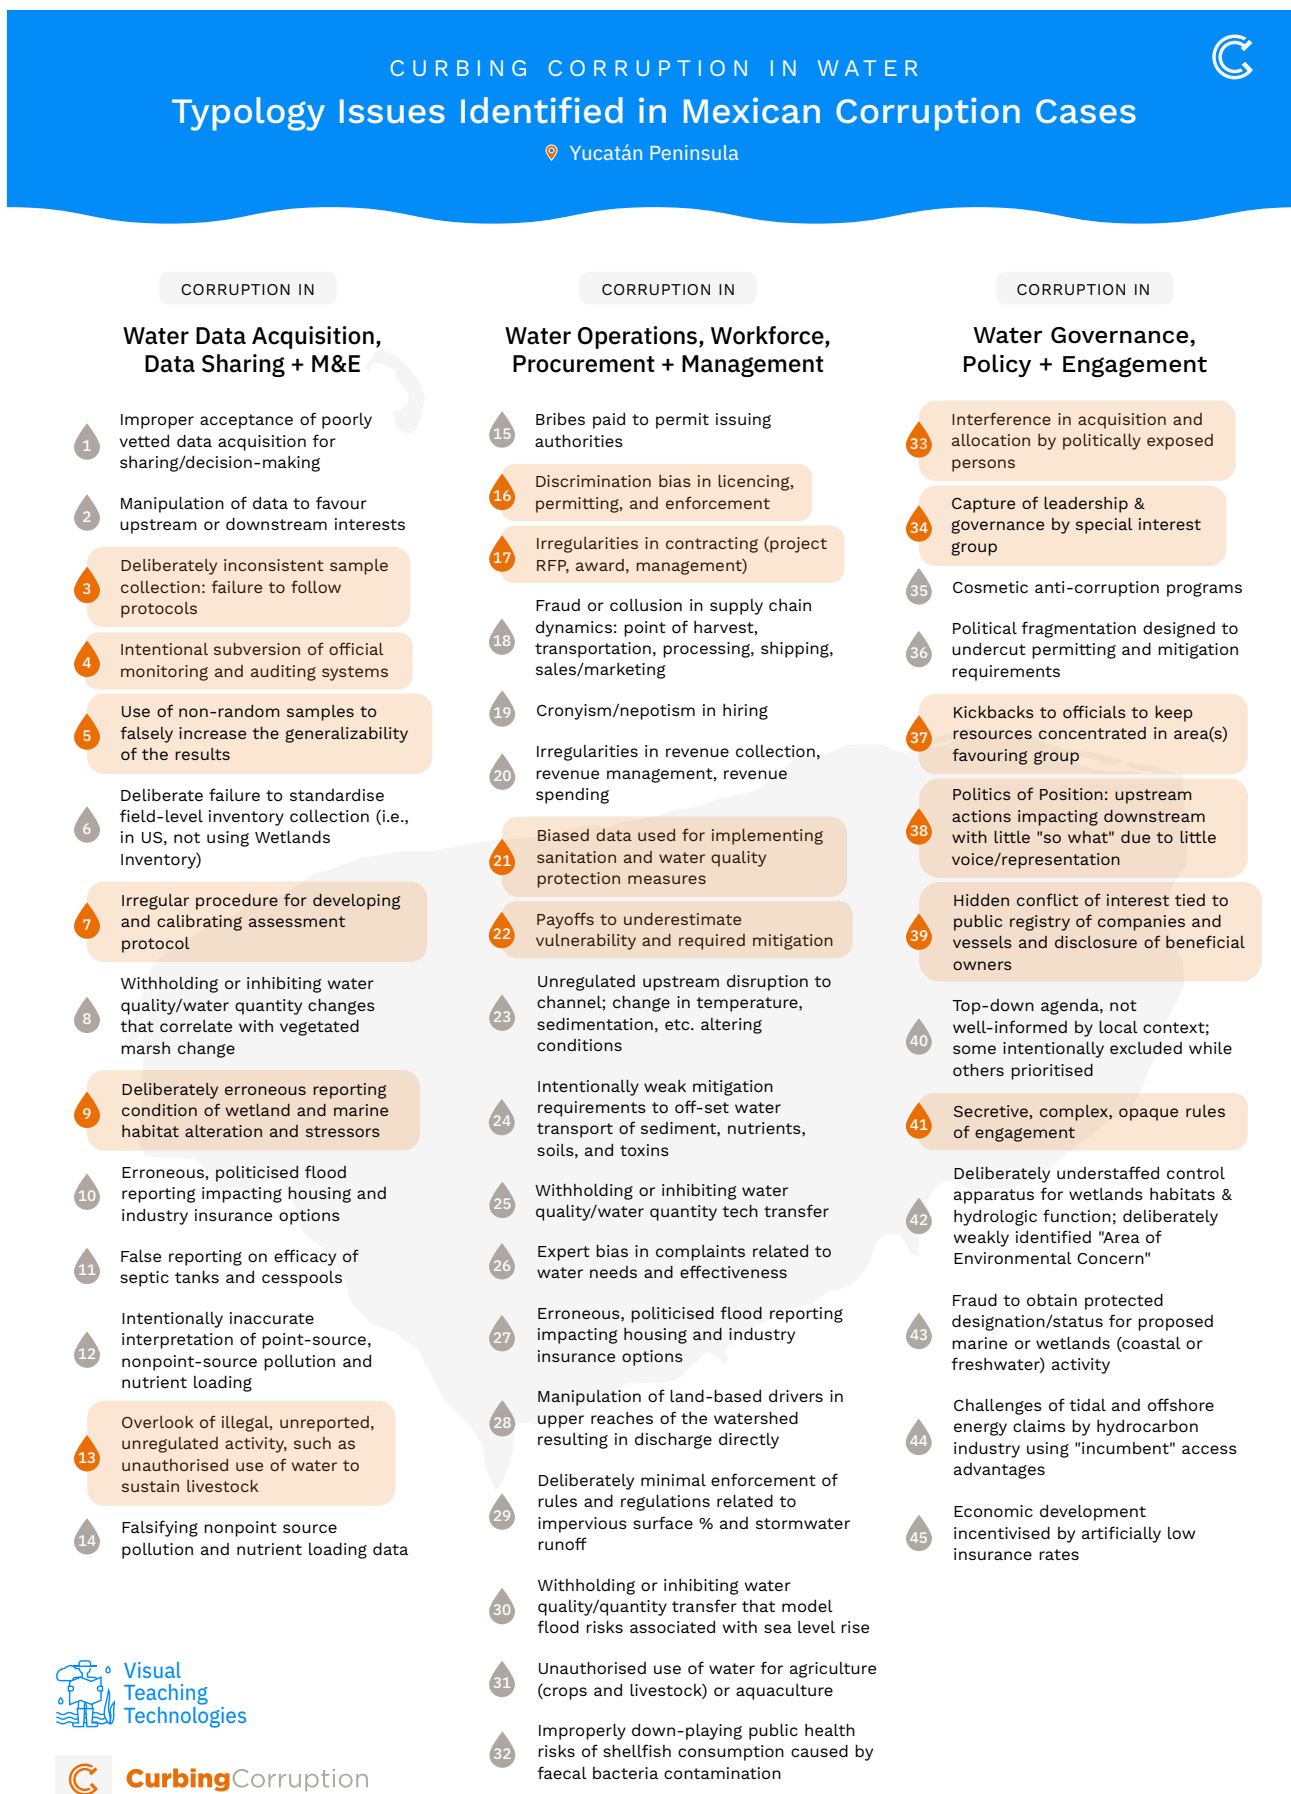 CURBING CORRUPTION IN WATER
Typology Issues Identified in Mexican Corruption Cases
Yucatán Peninsula
CORRUPTION IN
Water Data Acquisition,
Data Sharing + M&E
1
Improper acceptance of poorly
vetted data acquisition for
sharing/decision-making
2
Manipulation of data to favour
upstream or downstream interests
3
Deliberately inconsistent sample
collection: failure to follow
protocols
4
Intentional subversion of official
monitoring and auditing systems
5
Use of non-random samples to
falsely increase the generalizability
of the results
6
Deliberate failure to standardise
field-level inventory collection (i.e.,
in US, not using Wetlands
Inventory)
7
Irregular procedure for developing
and calibrating assessment
protocol
8
Withholding or inhibiting water
quality/water quantity changes
that correlate with vegetated
marsh change
9
Deliberately erroneous reporting
condition of wetland and marine
habitat alteration and stressors
10
Erroneous, politicised flood
reporting impacting housing and
industry insurance options
11
False reporting on efficacy of
septic tanks and cesspools
12
Intentionally inaccurate
interpretation of point-source,
nonpoint-source pollution and
nutrient loading
13
Overlook of illegal, unreported,
unregulated activity, such as
unauthorised use of water to
sustain livestock
14
Falsifying nonpoint source
pollution and nutrient loading data
CORRUPTION IN
Water Operations, Workforce,
Procurement + Management
15
Bribes paid to permit issuing
authorities
16
Discrimination bias in licencing,
permitting, and enforcement
17
Irregularities in contracting (project
RFP, award, management)
18
Fraud or collusion in supply chain
dynamics: point of harvest,
transportation, processing, shipping,
sales/marketing
19
Cronyism/nepotism in hiring
20
Irregularities in revenue collection,
revenue management, revenue
spending
21
Biased data used for implementing
sanitation and water quality
protection measures
22
Payoffs to underestimate
vulnerability and required mitigation
23
Unregulated upstream disruption to
channel; change in temperature,
sedimentation, etc. altering
conditions
24
Intentionally weak mitigation
requirements to off-set water
transport of sediment, nutrients,
soils, and toxins
25
Withholding or inhibiting water
quality/water quantity tech transfer
26
Expert bias in complaints related to
water needs and effectiveness
27
Erroneous, politicised flood reporting
impacting housing and industry
insurance options
28
Manipulation of land-based drivers in
upper reaches of the watershed
resulting in discharge directly
29
Deliberately minimal enforcement of
rules and regulations related to
impervious surface % and stormwater
runoff
30
Withholding or inhibiting water
quality/quantity transfer that model
flood risks associated with sea level rise
31
Unauthorised use of water for agriculture
(crops and livestock) or aquaculture
32
Improperly down-playing public health
risks of shellfish consumption caused by
faecal bacteria contamination
CORRUPTION IN
Water Governance,
Policy + Engagement
33
Interference in acquisition and
allocation by politically exposed
persons
34
Capture of leadership &
governance by special interest
group
35
Cosmetic anti-corruption programs
36
Political fragmentation designed to
undercut permitting and mitigation
requirements
37
Kickbacks to officials to keep
resources concentrated in area(s)
favouring group
38
Politics of Position: upstream
actions impacting downstream
with little "so what" due to little
voice/representation
39
Hidden conflict of interest tied to
public registry of companies and
vessels and disclosure of beneficial
owners
40
Top-down agenda, not
well-informed by local context;
some intentionally excluded while
others prioritised
41
Secretive, complex, opaque rules
of engagement
42
Deliberately understaffed control
apparatus for wetlands habitats &
hydrologic function; deliberately
weakly identified "Area of
Environmental Concern"
43
Fraud to obtain protected
designation/status for proposed
marine or wetlands (coastal or
freshwater) activity
44
Challenges of tidal and offshore
energy claims by hydrocarbon
industry using "incumbent" access
advantages
45
Economic development
incentivised by artificially low
insurance rates
Visual
Teaching
Technologies
CurbingCorruption